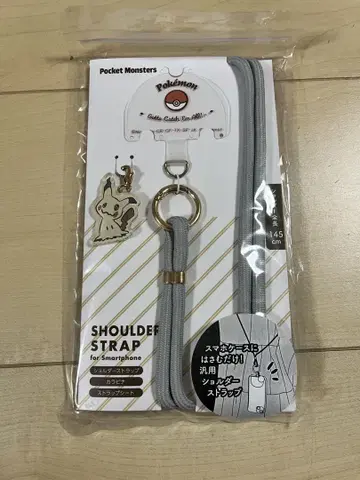 Pocket Monsters
Pokémon
Gotta Catch 'Em All!
145
cm
SHOULDER
STRAP
for Smartphone
ショルダーストラップ
カラビナ
ストラップシート
スマホケースに
はさむだけ!
汎用
ショルダー
ストラップ